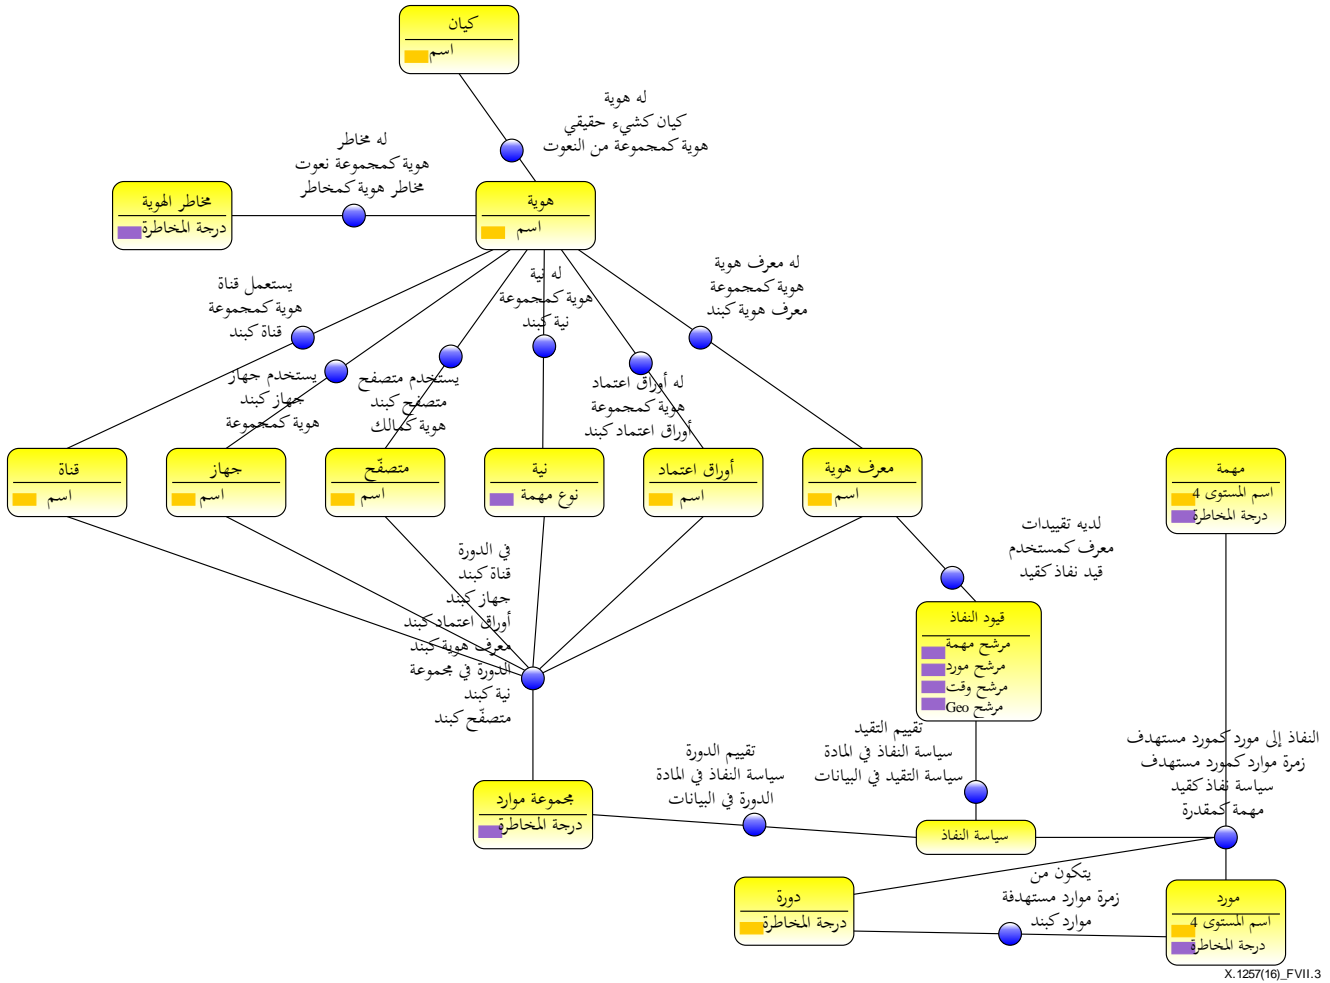 كيان
اسم
له هوية
كيان كشيء حقيقي
هوية كمجموعة من النعوت
له مخاطر
هوية كمجموعة نعوت
مخاطر هوية كمخاطر
هوية
اسم
مخاطر الهوية
درجة المخاطرة
له معرف هوية
هوية كمجموعة
معرف هوية كبند
له نية
هوية كمجموعة
نية كبند
يستعمل قناة
هوية كمجموعة
قناة كبند
يستخدم جهاز
جهاز كبند
هوية كمجموعة
يستخدم متصفح
متصفح كبند
هوية كمالك
له أوراق اعتماد
هوية كمجموعة
أوراق اعتماد كبند
مهمة
اسم المستوى 4
درجة المخاطرة
معرف هوية
اسم
أوراق اعتماد
اسم
نية
نوع مهمة
متصفّح
اسم
جهاز
اسم
قناة
اسم
لديه تقييدات
معرف كمستخدم
قيد نفاذ كقيد
في الدورة
قناة كبند
جهاز كبند
أوراق اعتماد كبند
معرف هوية كبند
الدورة في مجموعة
نية كبند
متصفّح كبند
قيود النفاذ
مرشح مهمة
مرشح مورد
مرشح وقت
مرشح Geo
تقييم التقيد
سياسة النفاذ في المادة
سياسة التقيد في البيانات
النفاذ إلى مورد كمورد مستهدف
زمرة موارد كمورد مستهدف
سياسة نفاذ كقيد
مهمة كمقدرة
تقييم الدورة
سياسة النفاذ في المادة
الدورة في البيانات
مجموعة موارد
درجة المخاطرة
سياسة النفاذ
يتكون من
زمرة موارد مستهدفة
موارد كبند
دورة
درجة المخاطرة
مورد
اسم المستوى 4
درجة المخاطرة
X.1257(16)_FVII.3